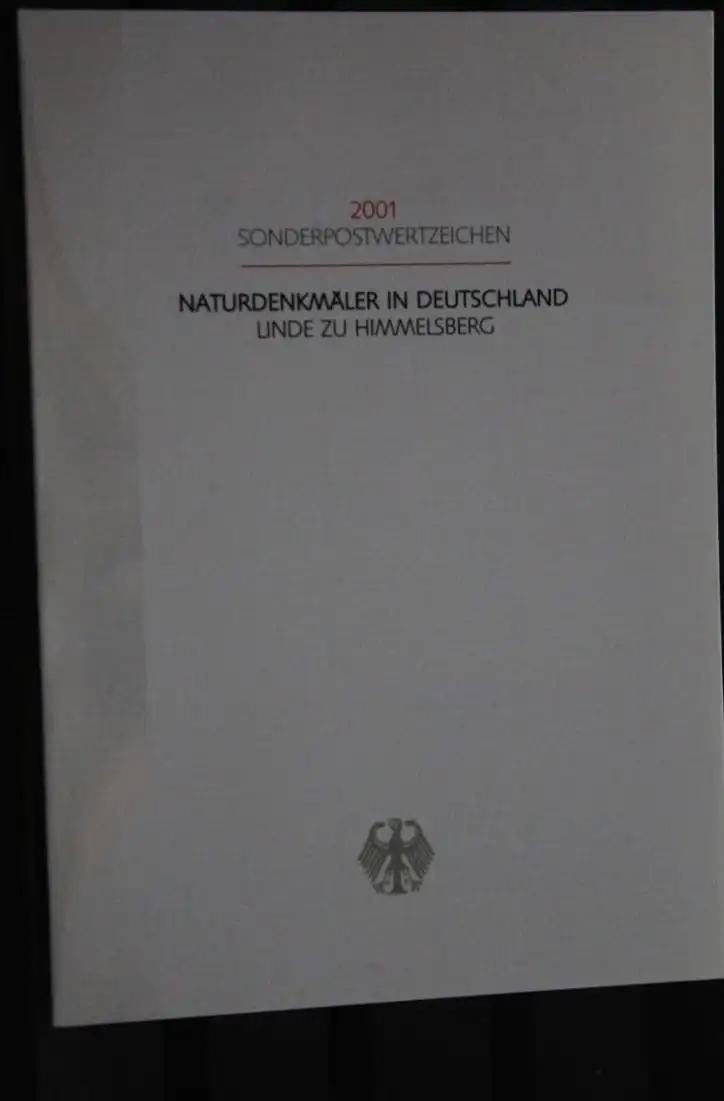 2001
SONDERPOSTWERTZEICHEN
NATURDENKMÄLER IN DEUTSCHLAND
LINDE ZU HIMMELSBERG